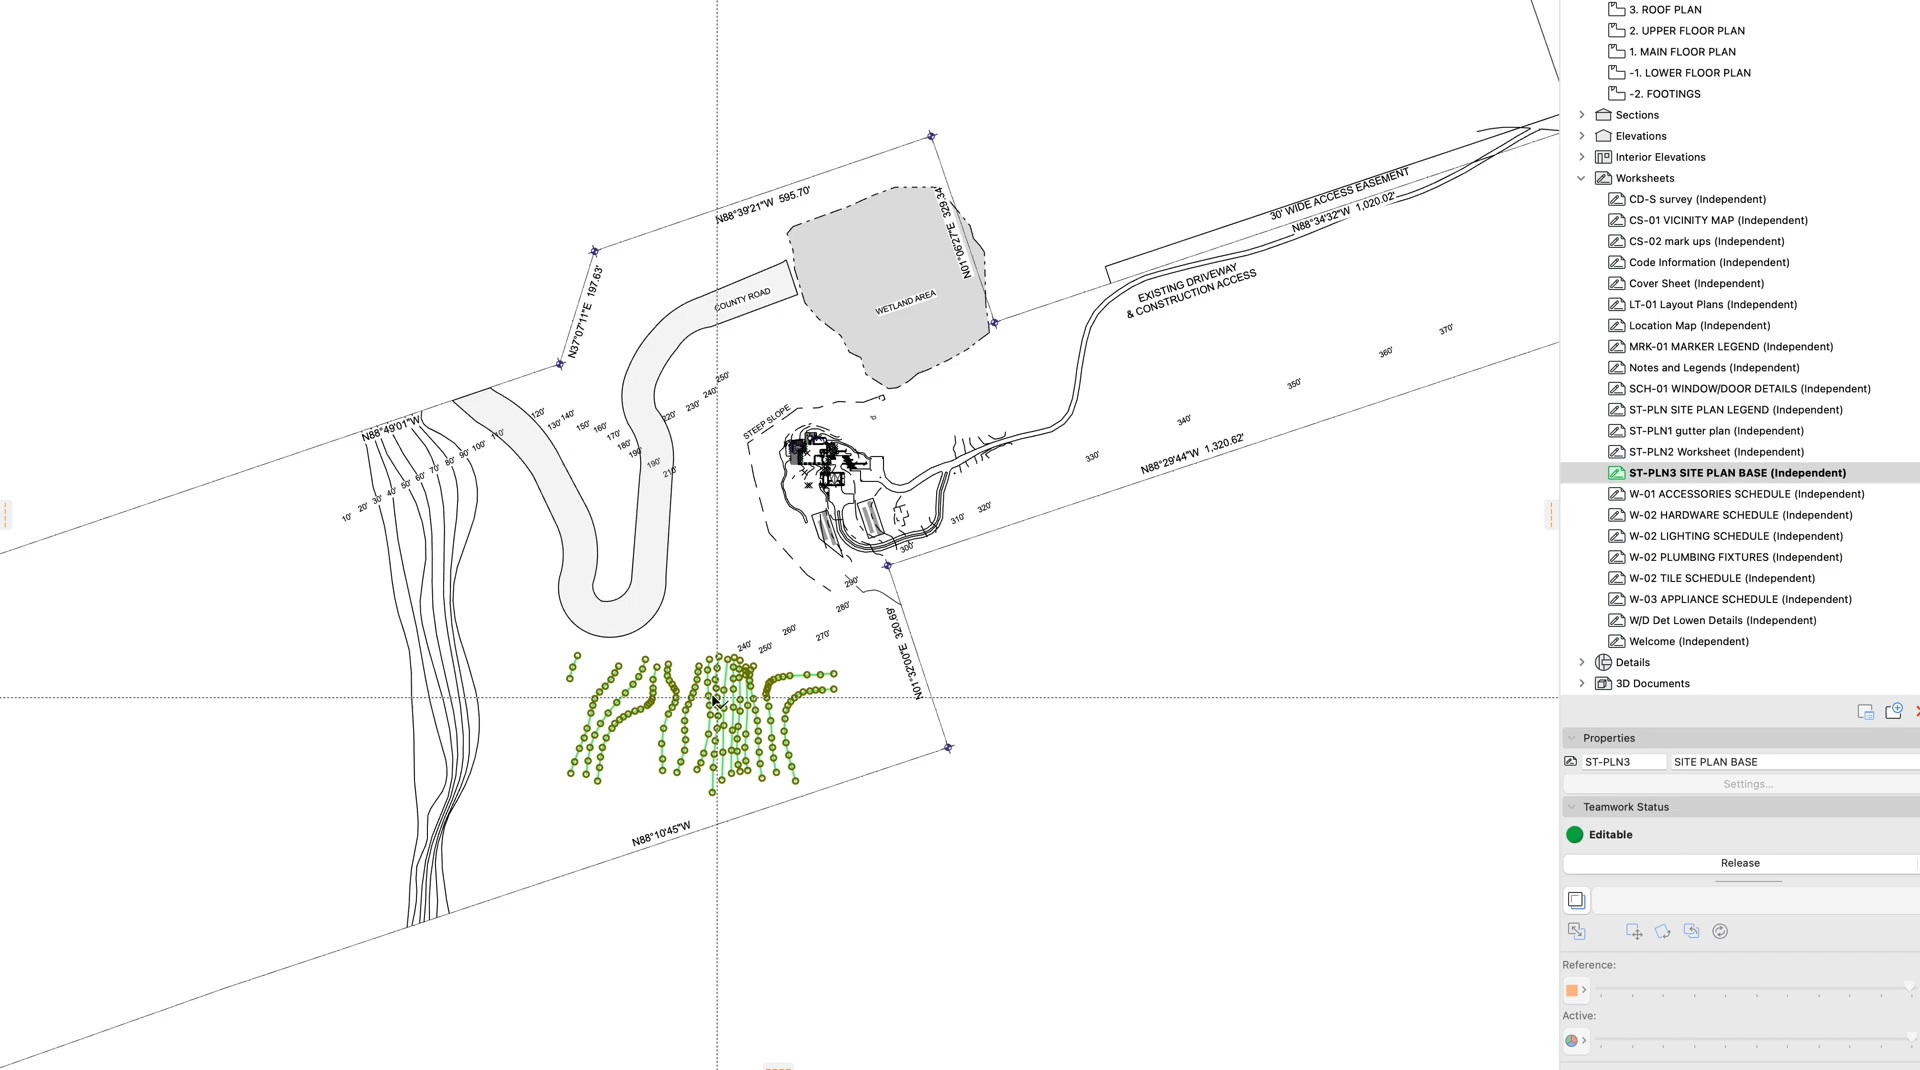 N88°39'21"W 595.70'
N01°06'27"E 329.34'
N37°07'11"E 197.63'
COUNTY ROAD
WETLAND AREA
30' WIDE ACCESS EASEMENT
N88°34'32"W 1,020.02'
EXISTING DRIVEWAY
& CONSTRUCTION ACCESS
370'
360'
350'
340'
330'
320'
310'
300'
290'
280'
270'
260'
250'
240'
N88°29'44"W 1,320.62'
STEEP SLOPE
250'
240'
230'
220'
210'
190'
190'
180'
170'
160'
150'
140'
130'
120'
110'
100'
90'
80'
70'
60'
50'
40'
30'
20'
10'
N88°49'01"W
N01°32'00"E 320.69'
N88°10'45"W
3. ROOF PLAN
2. UPPER FLOOR PLAN
1. MAIN FLOOR PLAN
-1. LOWER FLOOR PLAN
-2. FOOTINGS
Sections
Elevations
Interior Elevations
Worksheets
CD-S survey (Independent)
CS-01 VICINITY MAP (Independent)
CS-02 mark ups (Independent)
Code Information (Independent)
Cover Sheet (Independent)
LT-01 Layout Plans (Independent)
Location Map (Independent)
MRK-01 MARKER LEGEND (Independent)
Notes and Legends (Independent)
SCH-01 WINDOW/DOOR DETAILS (Independent)
ST-PLN SITE PLAN LEGEND (Independent)
ST-PLN1 gutter plan (Independent)
ST-PLN2 Worksheet (Independent)
ST-PLN3 SITE PLAN BASE (Independent)
W-01 ACCESSORIES SCHEDULE (Independent)
W-02 HARDWARE SCHEDULE (Independent)
W-02 LIGHTING SCHEDULE (Independent)
W-02 PLUMBING FIXTURES (Independent)
W-02 TILE SCHEDULE (Independent)
W-03 APPLIANCE SCHEDULE (Independent)
W/D Det Lowen Details (Independent)
Welcome (Independent)
Details
3D Documents
Properties
ST-PLN3 SITE PLAN BASE
Settings...
Teamwork Status
Editable
Release
Reference:
Active: